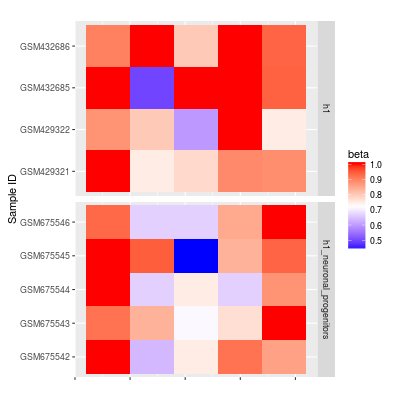 GSM432686
GSM432685
GSM429322
GSM429321
h1
GSM675546
GSM675545
GSM675544
GSM675543
GSM675542
h1_neuronal_progenitors
Sample ID
beta
1.0
0.9
0.8
0.7
0.6
0.5